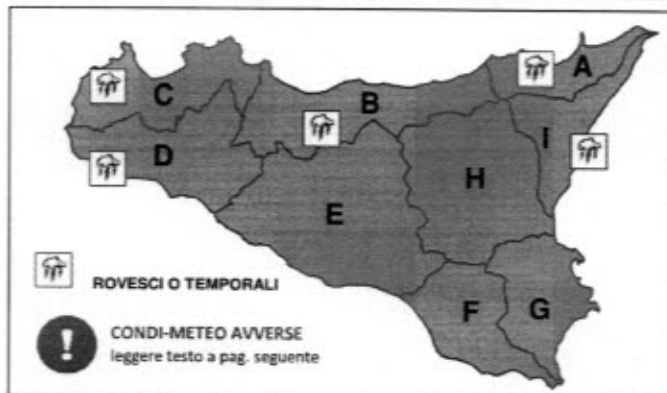 A
C
B
I
D
H
E
ROVESCI O TEMPORALI
F
G
CONDI-METEO AVVERSE
leggere testo a pag. seguente